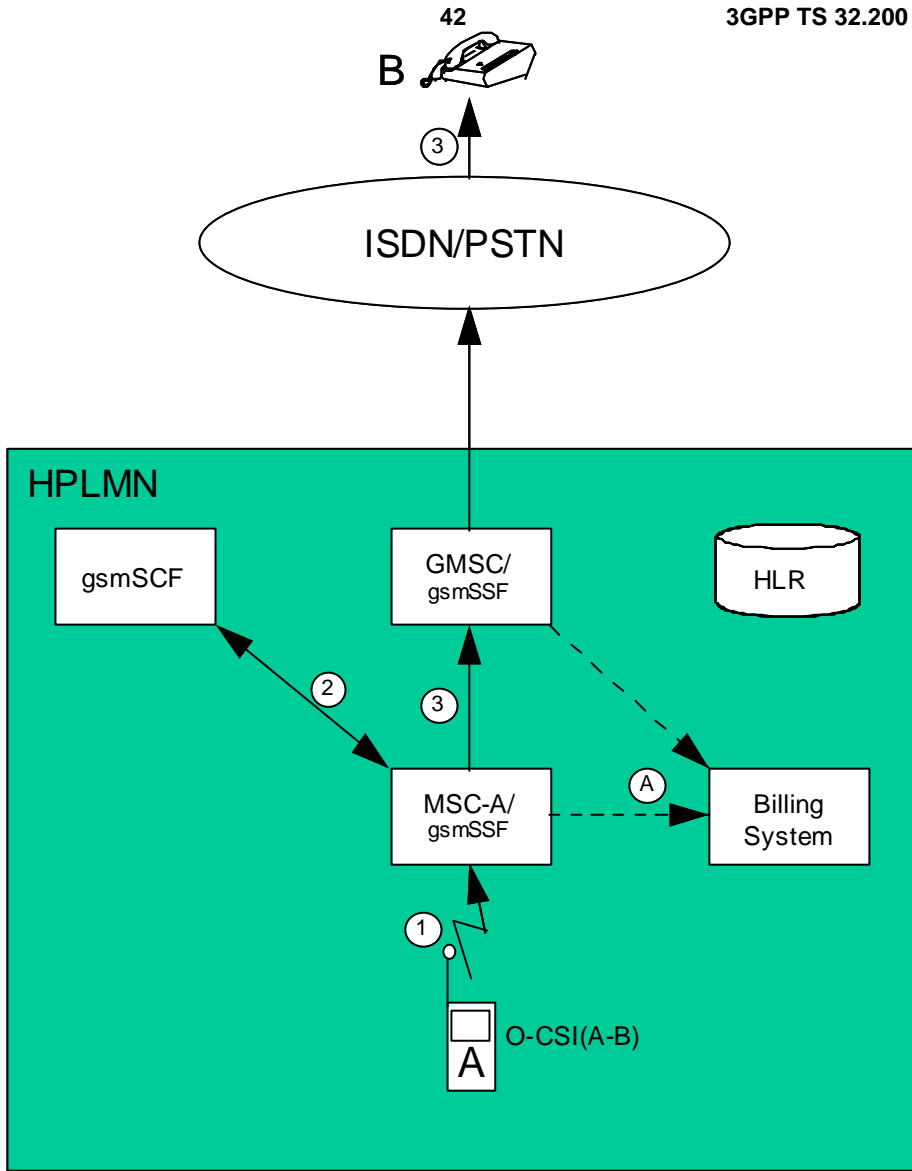 42 3GPP TS 32.200
B
3
ISDN/PSTN
HPLMN
gsmSCF
GMSC/
gsmSSF
HLR
2
3
MSC-A/
gsmSSF
A
Billing
System
1
O-CSI(A-B)
A